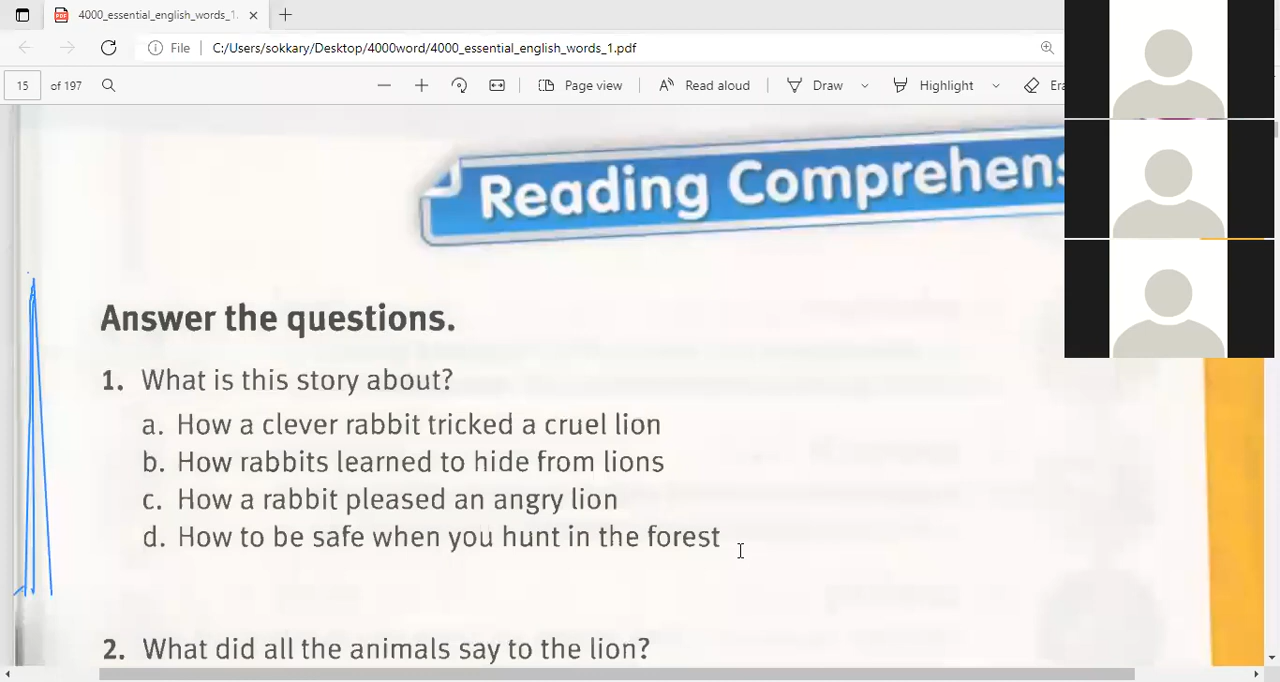 4000_essential_english_words_1.
File C:/Users/sokkary/Desktop/4000word/4000_essential_english_words_1.pdf
15 of 197 Page view Read aloud Draw Highlight Era
Reading Comprehens
Answer the questions.
1. What is this story about?
a. How a clever rabbit tricked a cruel lion
b. How rabbits learned to hide from lions
c. How a rabbit pleased an angry lion
d. How to be safe when you hunt in the forest
2. What did all the animals say to the lion?